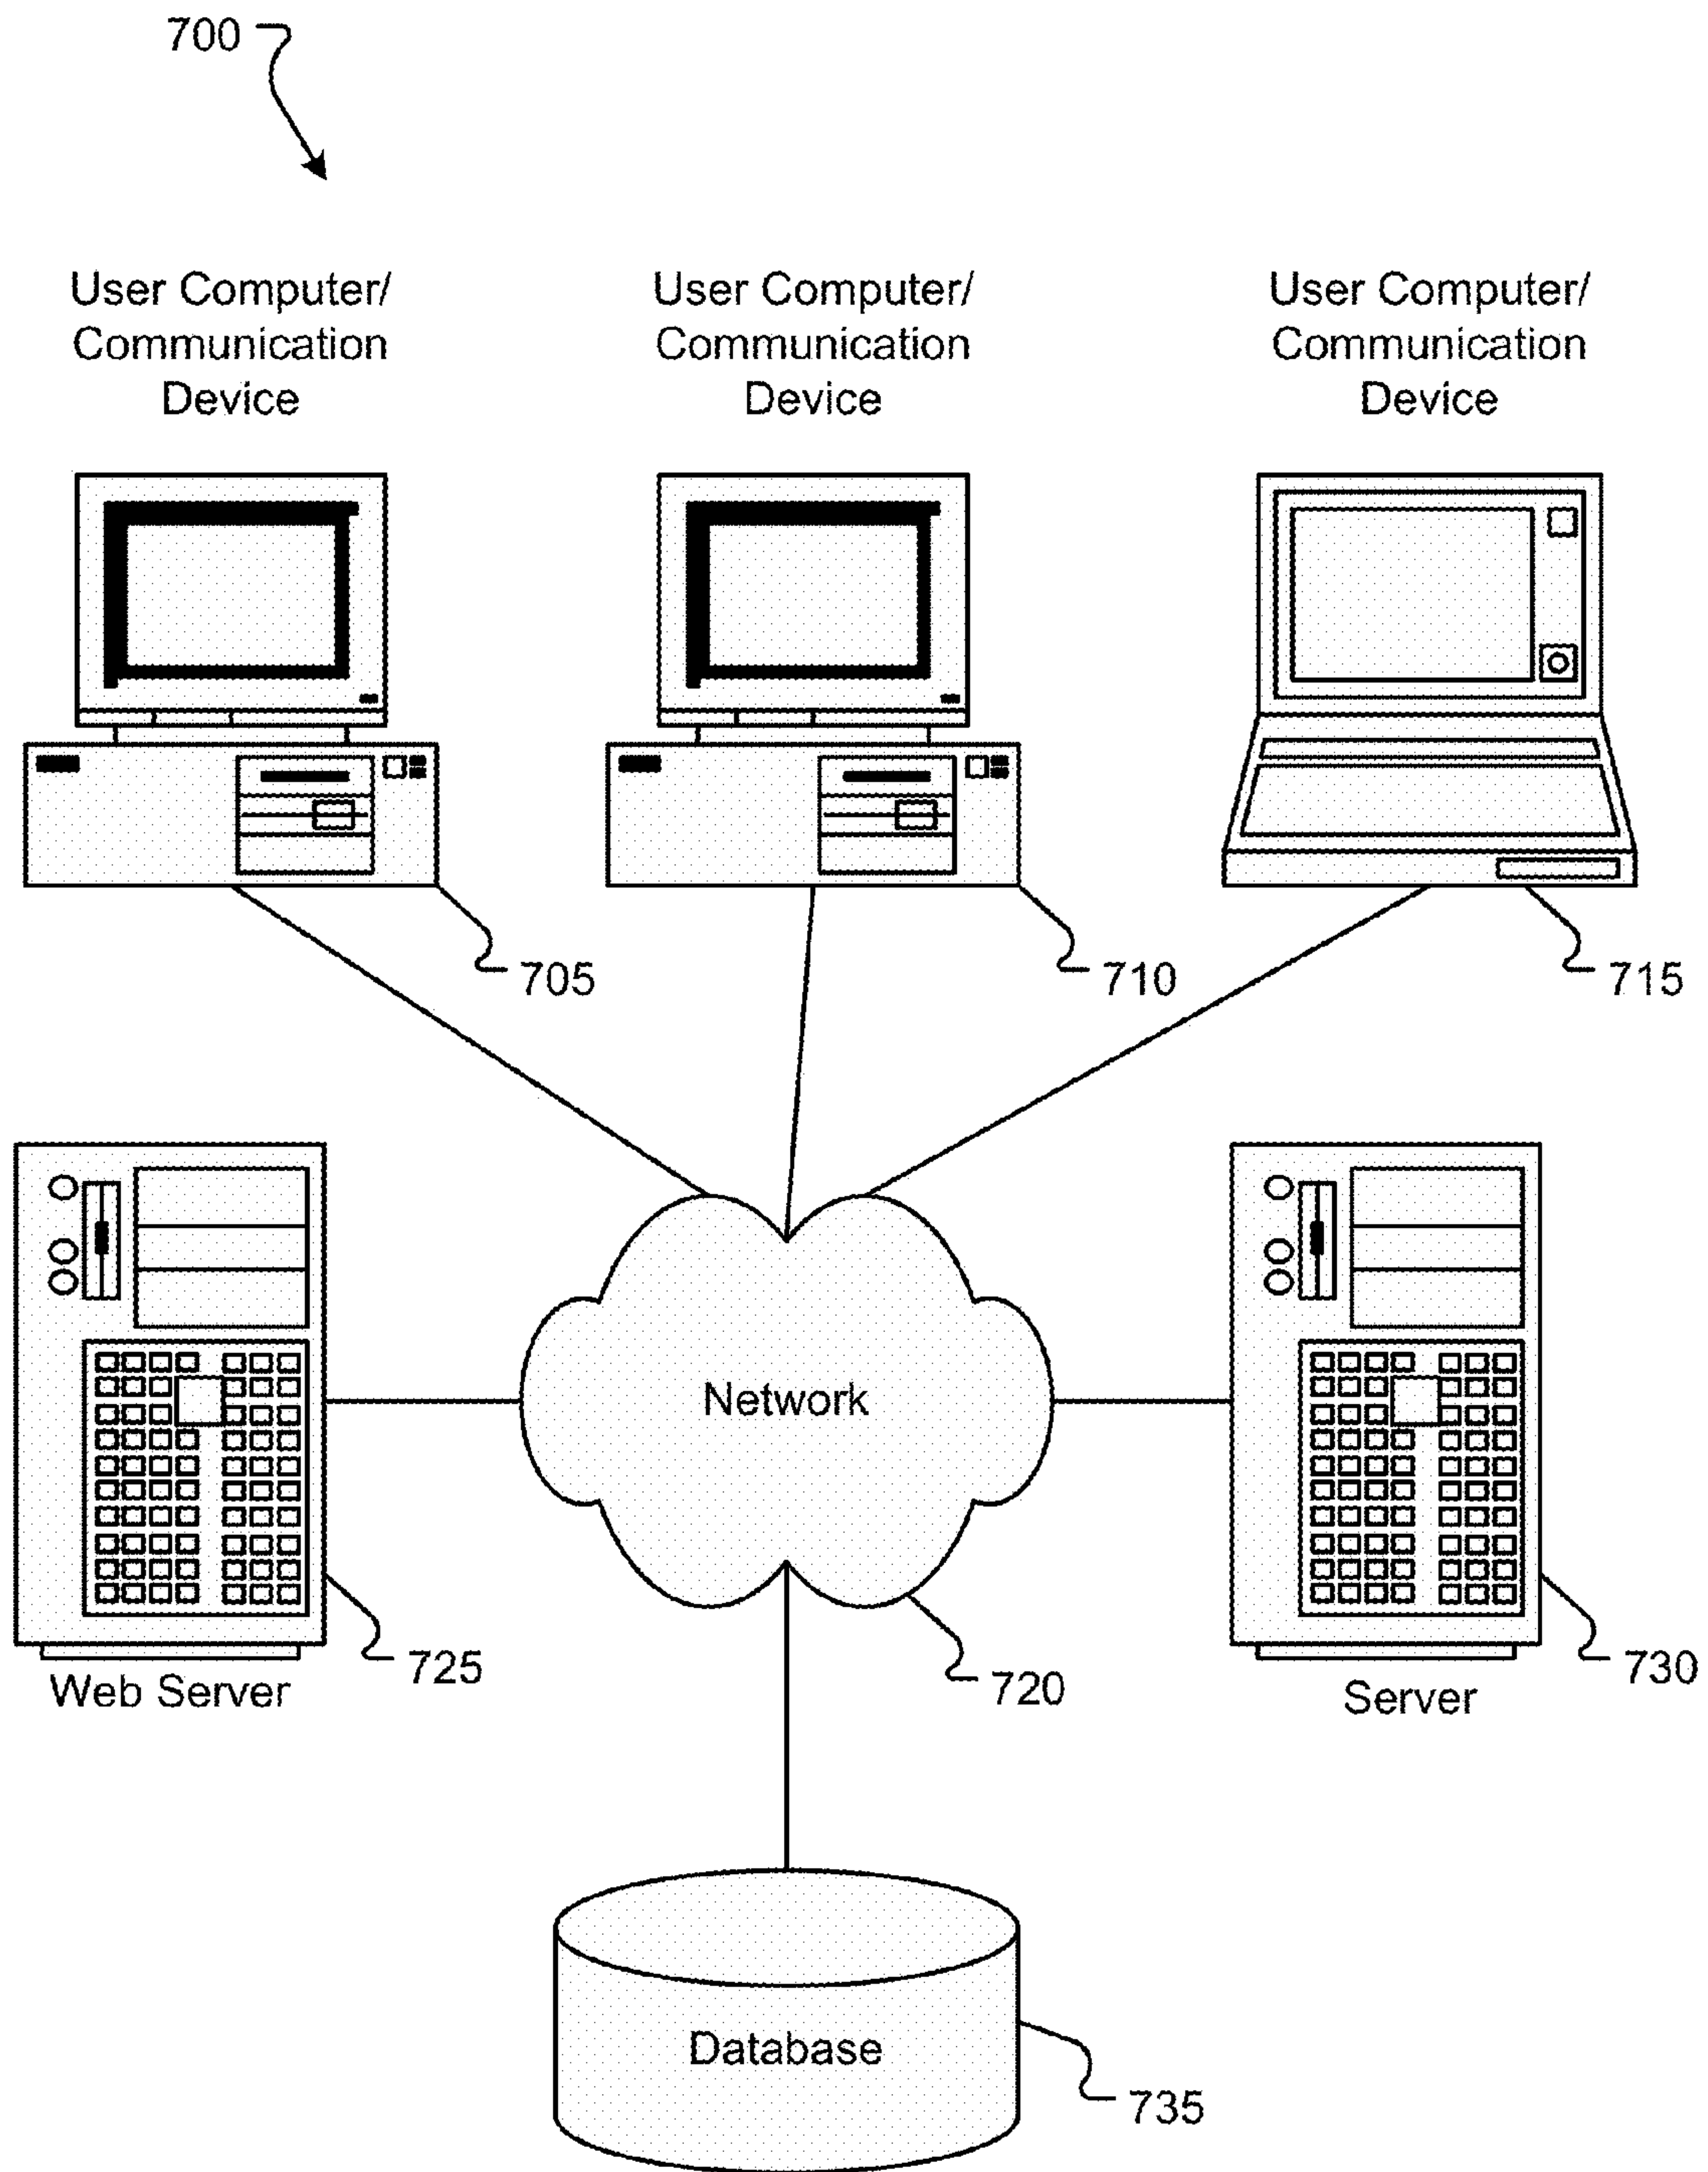 700
User Computer/
Communication
Device
User Computer/
Communication
Device
User Computer/
Communication
Device
705
710
715
Network
725
Web Server
720
730
Server
Database
735